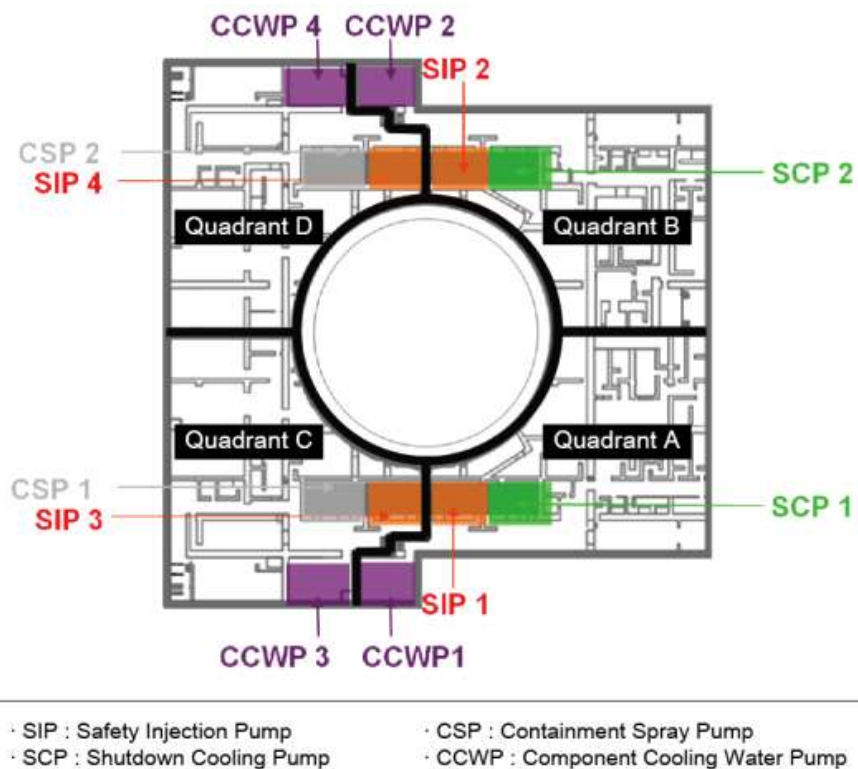 CCWP 4
CCWP 2
SIP 2
CSP 2
SIP 4
SCP 2
Quadrant D
Quadrant B
Quadrant C
Quadrant A
CSP 1
SIP 3
SCP 1
SIP 1
CCWP 3
CCWP1
· SIP : Safety Injection Pump
· CSP : Containment Spray Pump
· SCP : Shutdown Cooling Pump
· CCWP : Component Cooling Water Pump